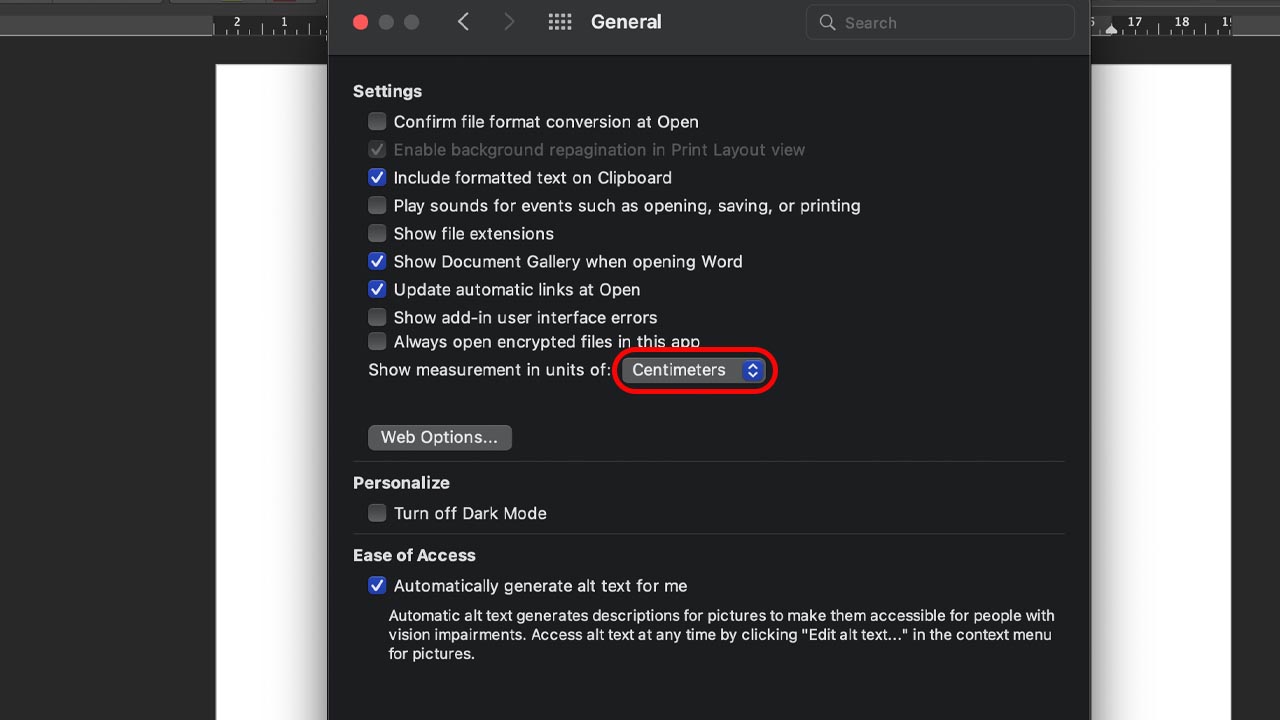 2 1 17 18 19
General
Search
Settings
Confirm file format conversion at Open
Enable background repagination in Print Layout view
Include formatted text on Clipboard
Play sounds for events such as opening, saving, or printing
Show file extensions
Show Document Gallery when opening Word
Update automatic links at Open
Show add-in user interface errors
Always open encrypted files in this app
Show measurement in units of: Centimeters
Web Options...
Personalize
Turn off Dark Mode
Ease of Access
Automatically generate alt text for me
Automatic alt text generates descriptions for pictures to make them accessible for people with
vision impairments. Access alt text at any time by clicking "Edit alt text..." in the context menu
for pictures.